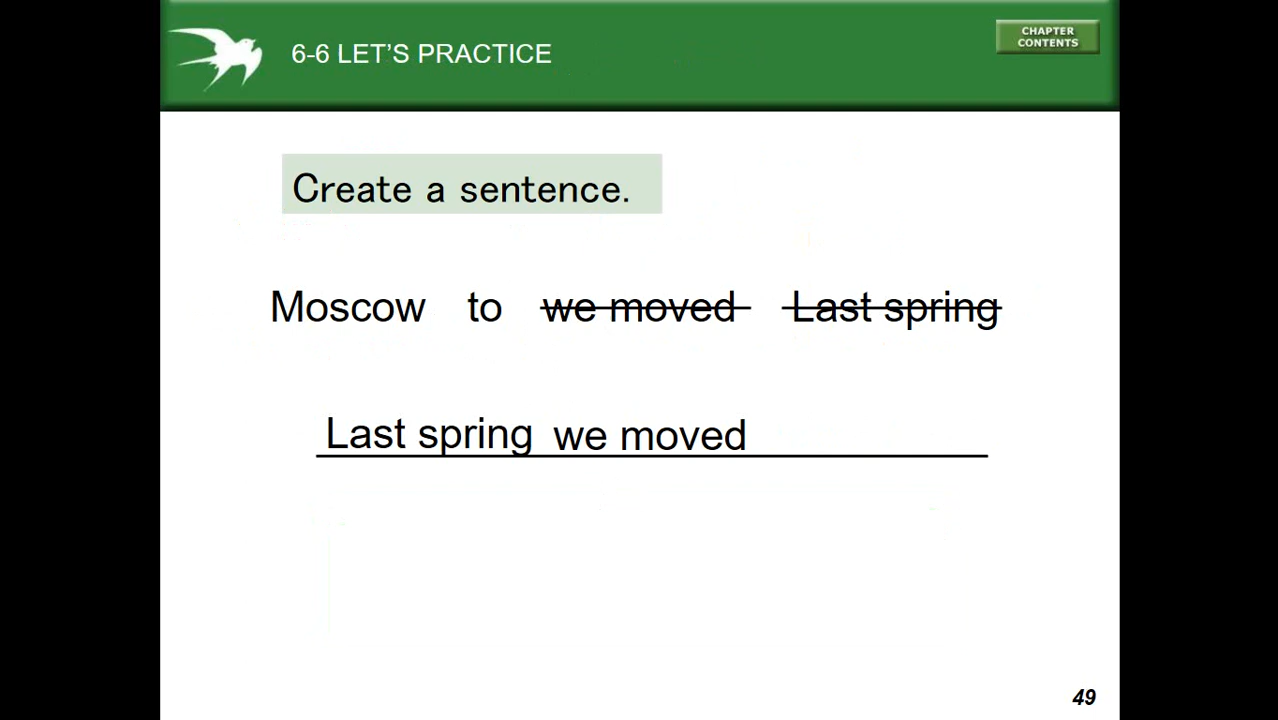 6-6 LET’S PRACTICE
CHAPTER
CONTENTS
Create a sentence.
Moscow to we moved Last spring
Last spring we moved
49